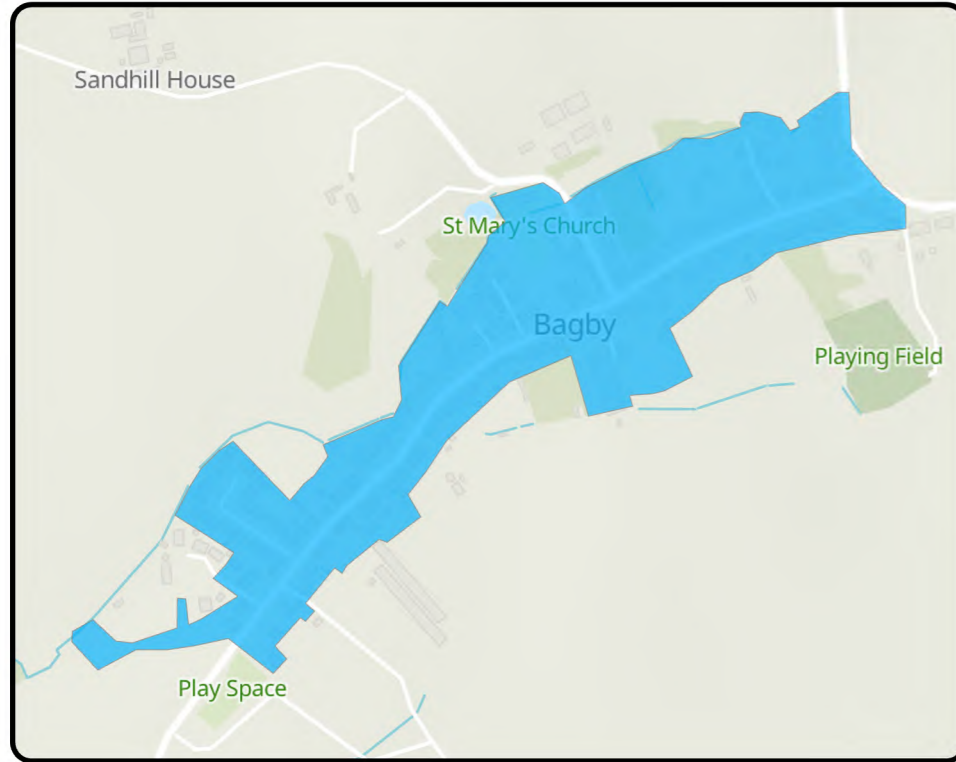 Sandhill House
St Mary's Church
Bagby
Playing Field
Play Space